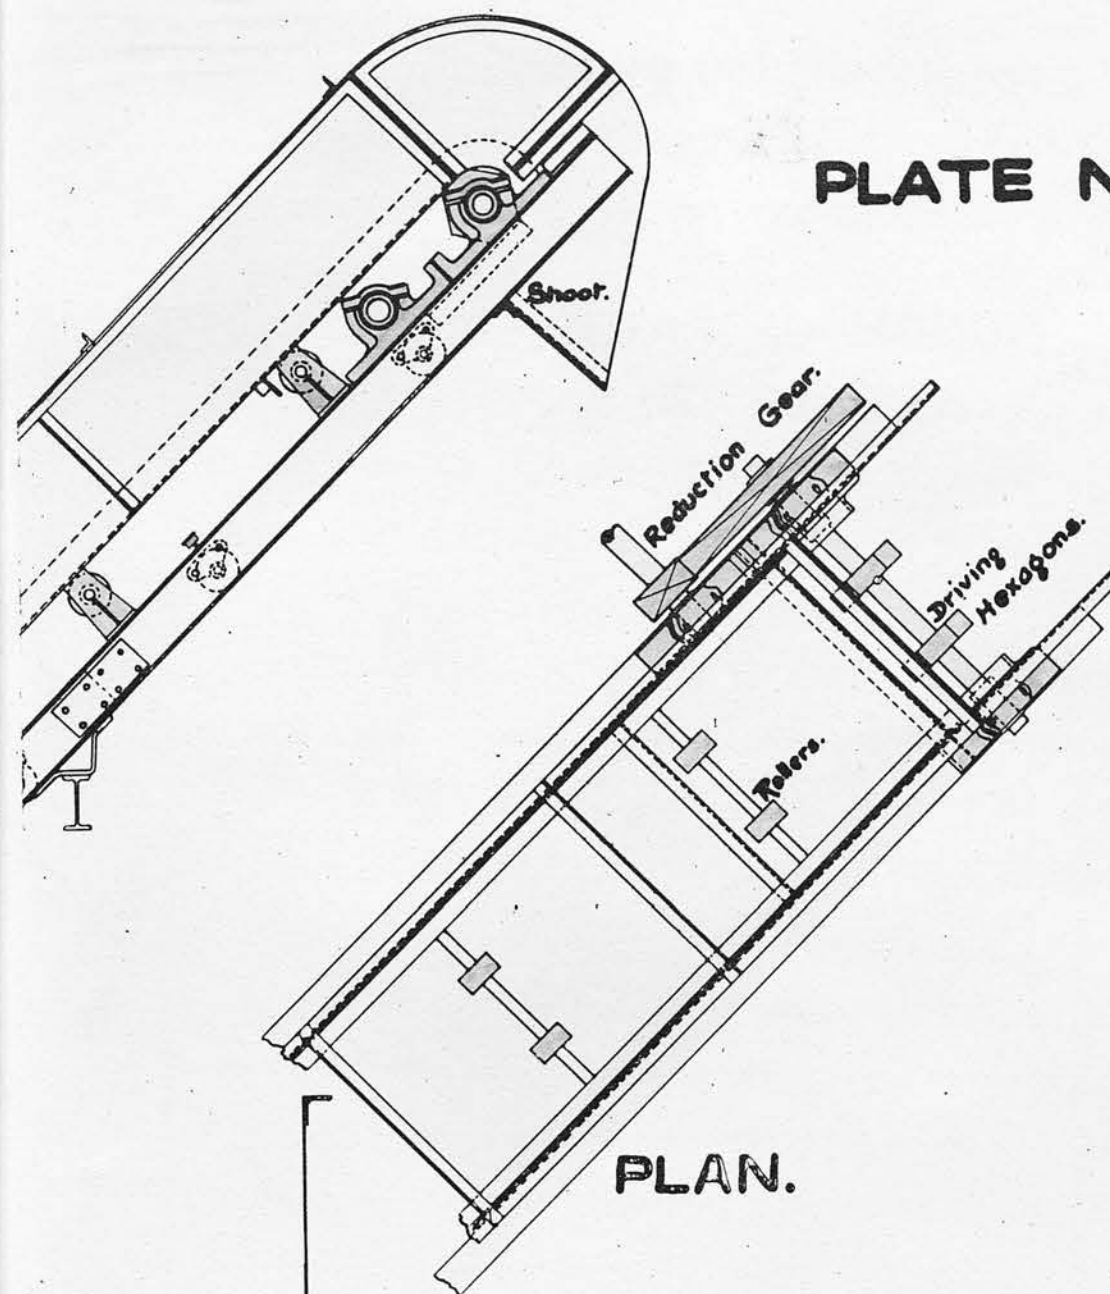 PLATE N
Shoot.
Reduction Gear.
Driving
Hexagons.
Rollers.
PLAN.